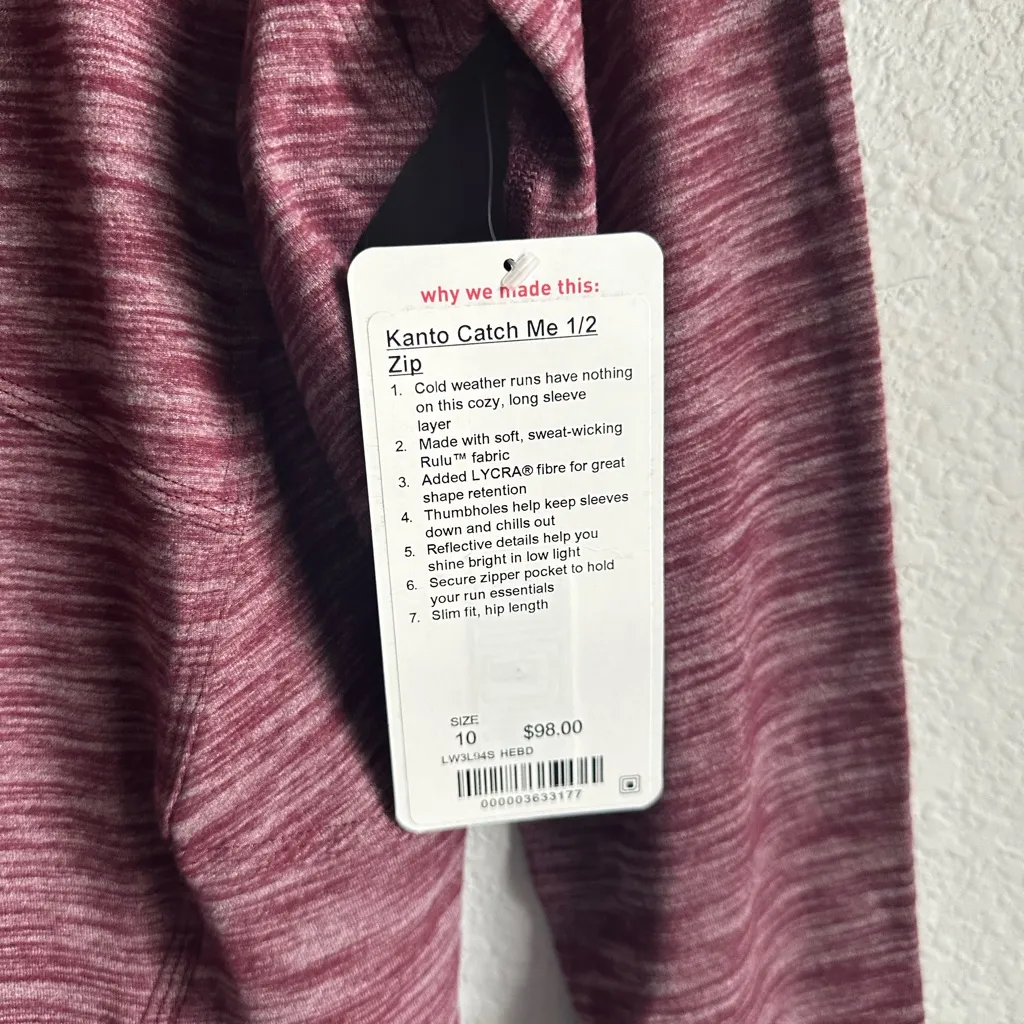 why we made this:
Kanto Catch Me 1/2
Zip
1. Cold weather runs have nothing
on this cozy, long sleeve
layer
2. Made with soft, sweat-wicking
Rulu™ fabric
3. Added LYCRA® fibre for great
shape retention
4. Thumbholes help keep sleeves
down and chills out
5. Reflective details help you
shine bright in low light
6. Secure zipper pocket to hold
your run essentials
7. Slim fit, hip length
SIZE
10 $98.00
LW3L94S HEBD
000003633177